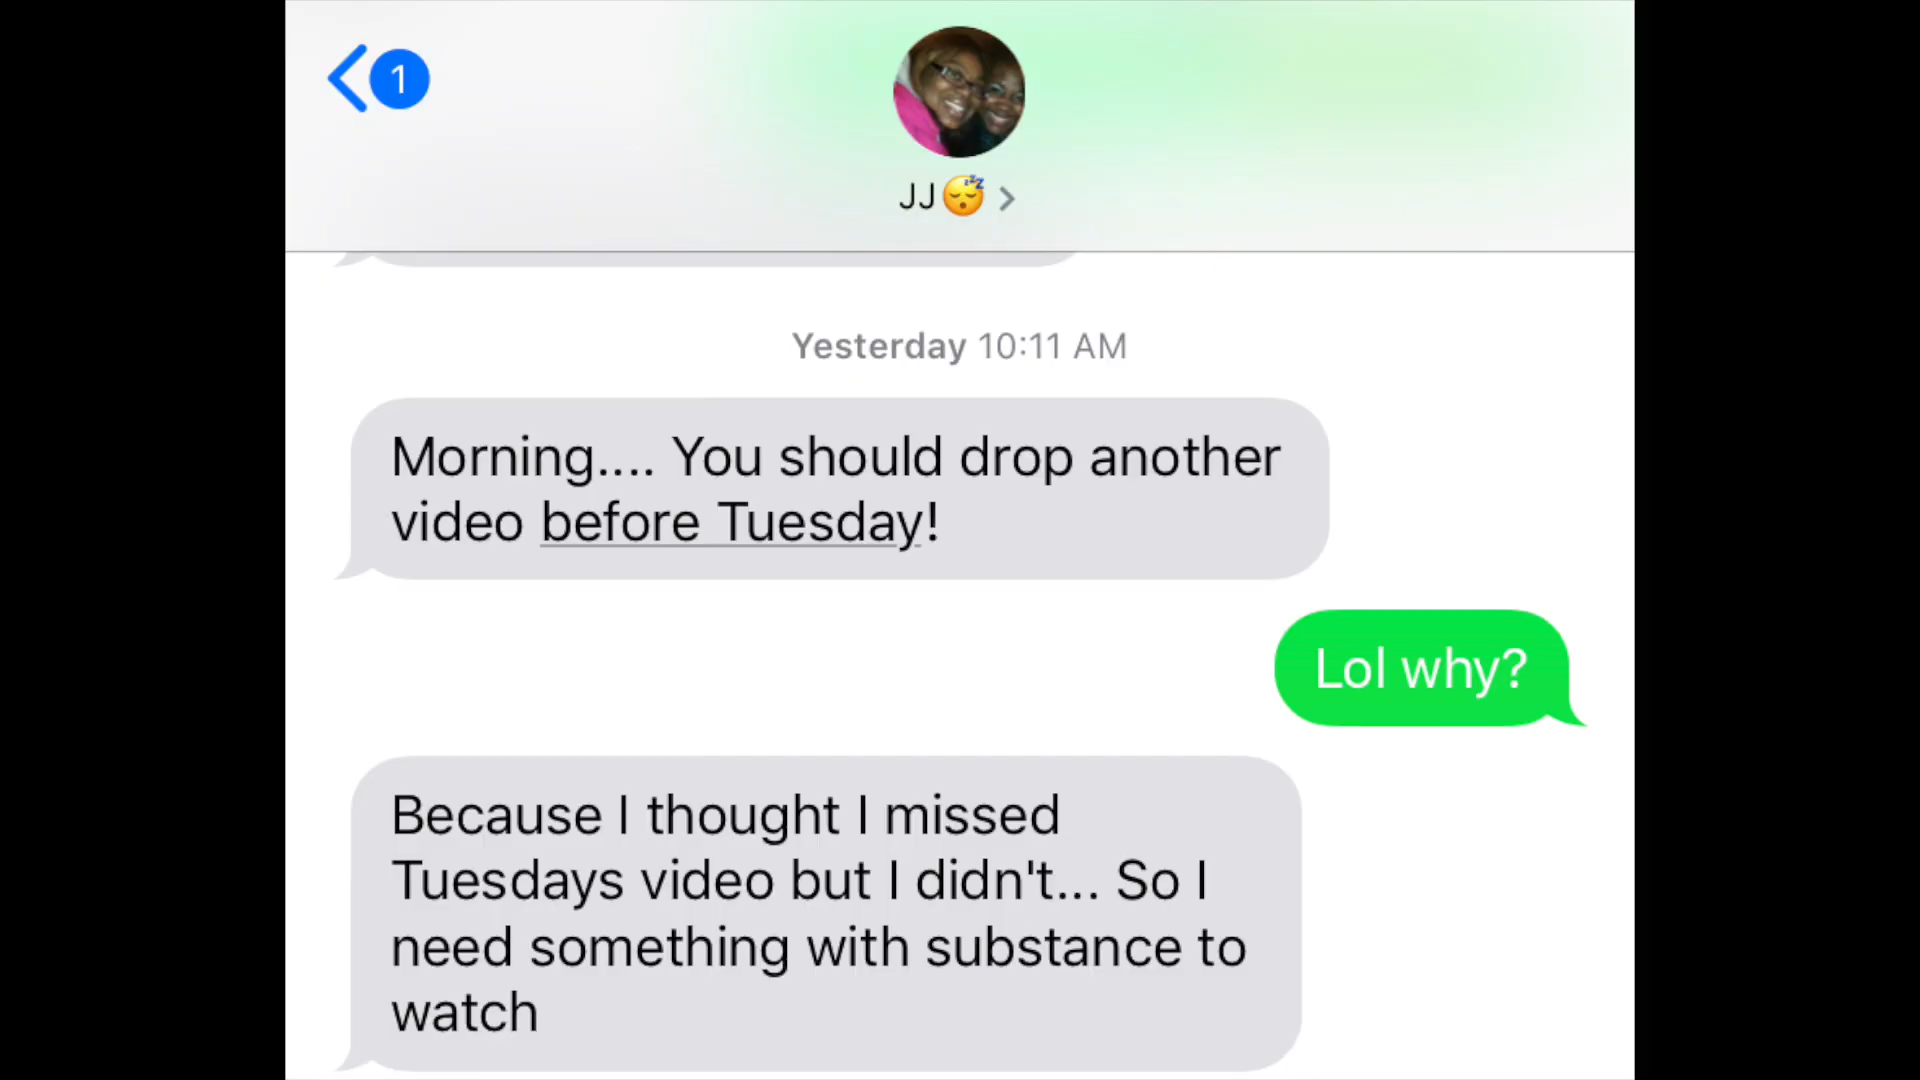 1
JJ😴 >
Yesterday 10:11 AM
Morning.... You should drop another
video before Tuesday!
Lol why?
Because I thought I missed
Tuesdays video but I didn't... So I
need something with substance to
watch